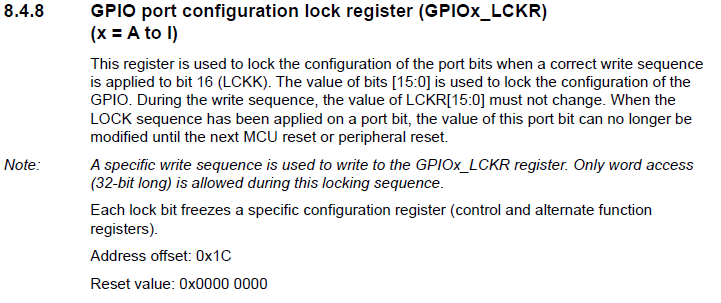 8.4.8 GPIO port configuration lock register (GPIOx_LCKR)
(x = A to I)
This register is used to lock the configuration of the port bits when a correct write sequence
is applied to bit 16 (LCKK). The value of bits [15:0] is used to lock the configuration of the
GPIO. During the write sequence, the value of LCKR[15:0] must not change. When the
LOCK sequence has been applied on a port bit, the value of this port bit can no longer be
modified until the next MCU reset or peripheral reset.
Note: A specific write sequence is used to write to the GPIOx_LCKR register. Only word access
(32-bit long) is allowed during this locking sequence.
Each lock bit freezes a specific configuration register (control and alternate function
registers).
Address offset: 0x1C
Reset value: 0x0000 0000